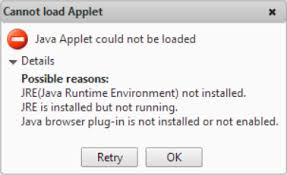 Cannot load Applet
Java Applet could not be loaded
Details
Possible reasons:
JRE(Java Runtime Environment) not installed.
JRE is installed but not running.
Java browser plug-in is not installed or not enabled.
Retry OK